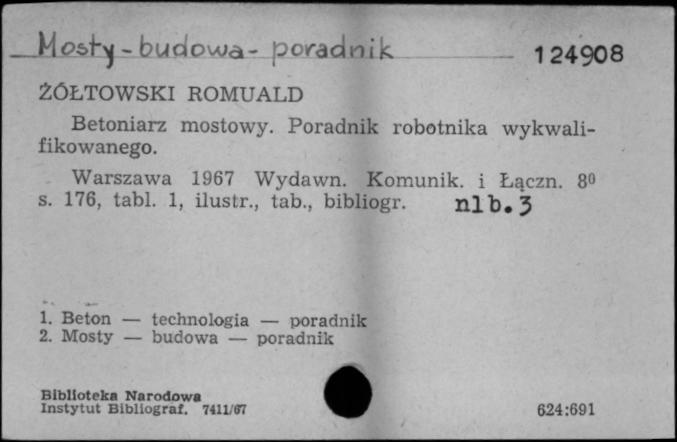 Mosty - budowa - poradnik 124908
ŻÓŁTOWSKI ROMUALD
Betoniarz mostowy. Poradnik robotnika wykwali-
fikowanego.
Warszawa 1967 Wydawn. Komunik. i Łączn. 8⁰
s. 176, tabl. 1, ilustr., tab., bibliogr. nlb. 3
1. Beton — technologia — poradnik
2. Mosty — budowa — poradnik
Biblioteka Narodowa
Instytut Bibliograf. 7411/67 624:691